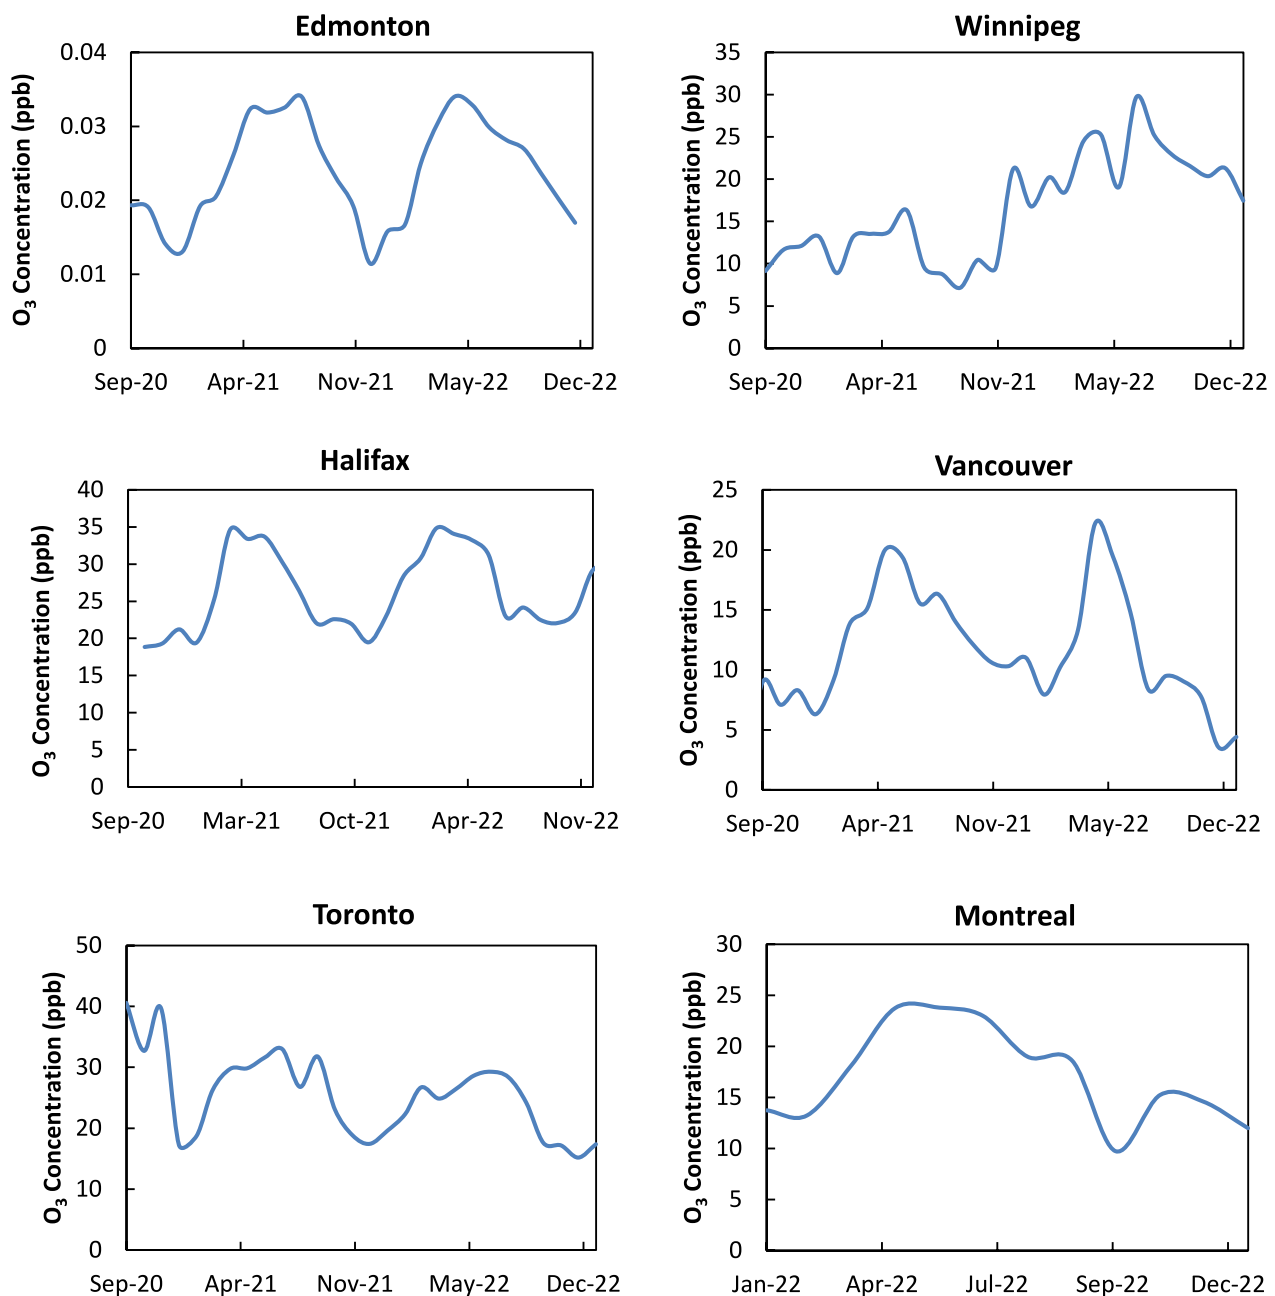 Edmonton
O₃ Concentration (ppb)
0.04
0.03
0.02
0.01
0
Sep-20 Apr-21 Nov-21 May-22 Dec-22
Winnipeg
O₃ Concentration (ppb)
35
30
25
20
15
10
5
0
Sep-20 Apr-21 Nov-21 May-22 Dec-22
Halifax
O₃ Concentration (ppb)
40
35
30
25
20
15
10
5
0
Sep-20 Mar-21 Oct-21 Apr-22 Nov-22
Vancouver
O₃ Concentration (ppb)
25
20
15
10
5
0
Sep-20 Apr-21 Nov-21 May-22 Dec-22
Toronto
O₃ Concentration (ppb)
50
40
30
20
10
0
Sep-20 Apr-21 Nov-21 May-22 Dec-22
Montreal
O₃ Concentration (ppb)
30
25
20
15
10
5
0
Jan-22 Apr-22 Jul-22 Sep-22 Dec-22